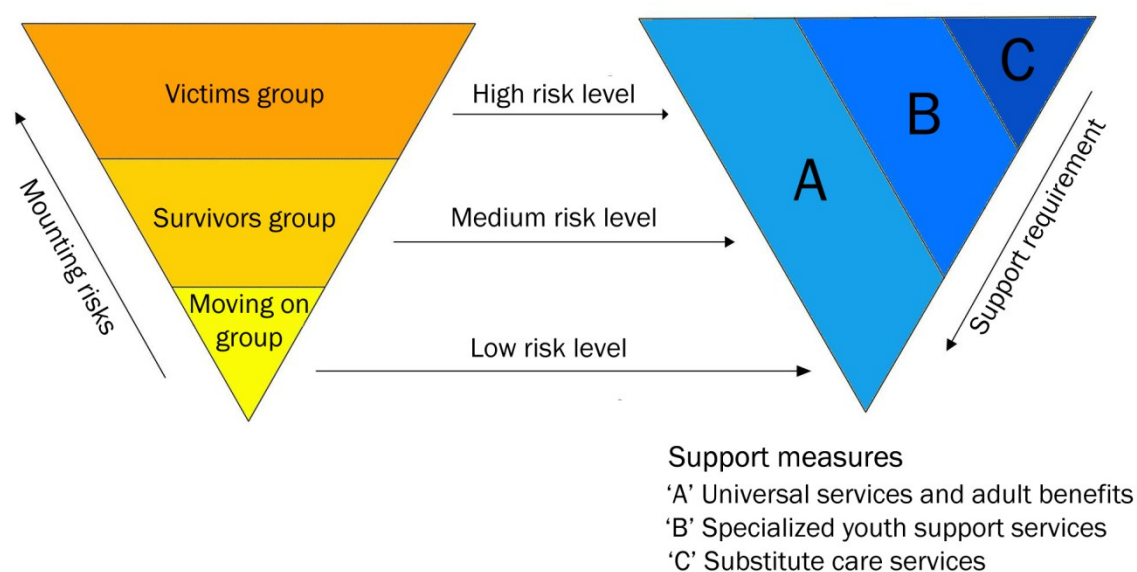 Victims group
High risk level
C
B
Mounting risks
Survivors group
Medium risk level
A
Support requirement
Moving on
group
Low risk level
Support measures
‘A’ Universal services and adult benefits
‘B’ Specialized youth support services
‘C’ Substitute care services